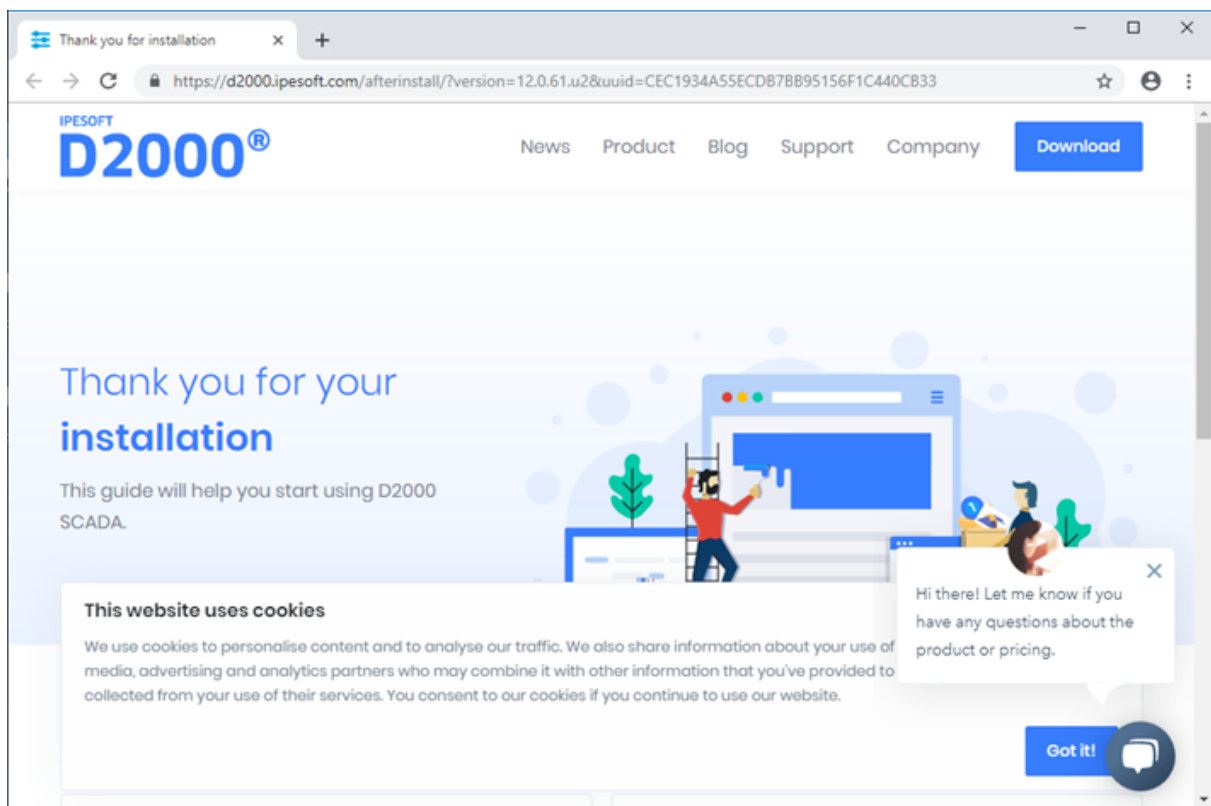 Thank you for installation
https://d2000.ipesoft.com/afterinstall/?version=12.0.61.u2&uuid=CEC1934A55ECDB7BB95156F1C440CB33
IPESOFT
D2000®
News Product Blog Support Company Download
Thank you for your
installation
This guide will help you start using D2000
SCADA.
This website uses cookies
We use cookies to personalise content and to analyse our traffic. We also share information about your use of
media, advertising and analytics partners who may combine it with other information that you've provided to
collected from your use of their services. You consent to our cookies if you continue to use our website.
Got it!
Hi there! Let me know if you
have any questions about the
product or pricing.